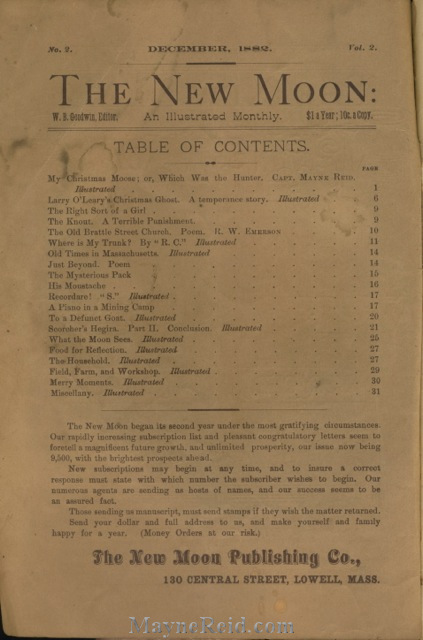 No. 2. DECEMBER, 1882. Vol. 2.
THE NEW MOON:
W. B. Goodwin, Editor. An Illustrated Monthly. $1 a Year; 10c. a Copy.
TABLE OF CONTENTS.
PAGE
My Christmas Moose; or, Which Was the Hunter. CAPT. MAYNE REID.
Illustrated . . . . . . . . . . 1
Larry O'Leary's Christmas Ghost. A temperance story. Illustrated . . 6
The Right Sort of a Girl . . . . . . . . 9
The Knout. A Terrible Punishment. . . . . . . . 9
The Old Brattle Street Church. Poem. R. W. EMERSON . . . 10
Where is My Trunk? By "R. C." Illustrated . . . . . 11
Old Times in Massachusetts. Illustrated . . . . . . 14
Just Beyond. Poem . . . . . . . . . 14
The Mysterious Pack . . . . . . . . . 15
His Moustache . . . . . . . . . 16
Recordare! "S." Illustrated . . . . . . . . 17
A Piano in a Mining Camp . . . . . . . . 17
To a Defunct Goat. Illustrated . . . . . . . 20
Scorcher's Hegira. Part II. Conclusion. Illustrated . . . . 21
What the Moon Sees. Illustrated . . . . . . . 25
Food for Reflection. Illustrated . . . . . . . 27
The Household. Illustrated . . . . . . . . 27
Field, Farm, and Workshop. Illustrated . . . . . . 29
Merry Moments. Illustrated . . . . . . . . 30
Miscellany. Illustrated . . . . . . . . 31
The New Moon began its second year under the most gratifying circumstances.
Our rapidly increasing subscription list and pleasant congratulatory letters seem to
foretell a magnificent future growth, and unlimited prosperity, our issue now being
9,500, with the brightest prospects ahead.
New subscriptions may begin at any time, and to insure a correct
response must state with which number the subscriber wishes to begin. Our
numerous agents are sending us hosts of names, and our success seems to be
an assured fact.
Those sending us manuscript, must send stamps if they wish the matter returned.
Send your dollar and full address to us, and make yourself and family
happy for a year. (Money Orders at our risk.)
The New Moon Publishing Co.,
130 CENTRAL STREET, LOWELL, MASS.
MayneReid.com